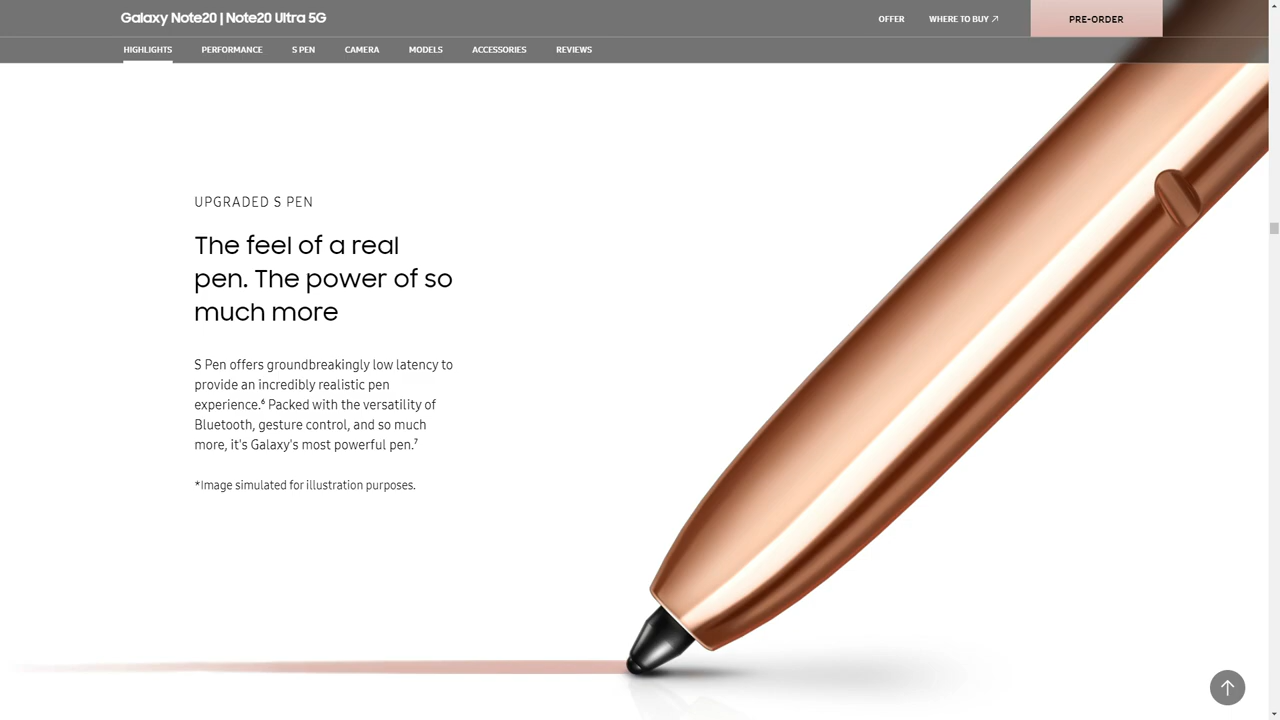 Galaxy Note20 | Note20 Ultra 5G
OFFER
WHERE TO BUY ↗
PRE-ORDER
HIGHLIGHTS
PERFORMANCE
S PEN
CAMERA
MODELS
ACCESSORIES
REVIEWS
UPGRADED S PEN
The feel of a real
pen. The power of so
much more
S Pen offers groundbreakingly low latency to
provide an incredibly realistic pen
experience.⁶ Packed with the versatility of
Bluetooth, gesture control, and so much
more, it's Galaxy's most powerful pen.⁷
*Image simulated for illustration purposes.